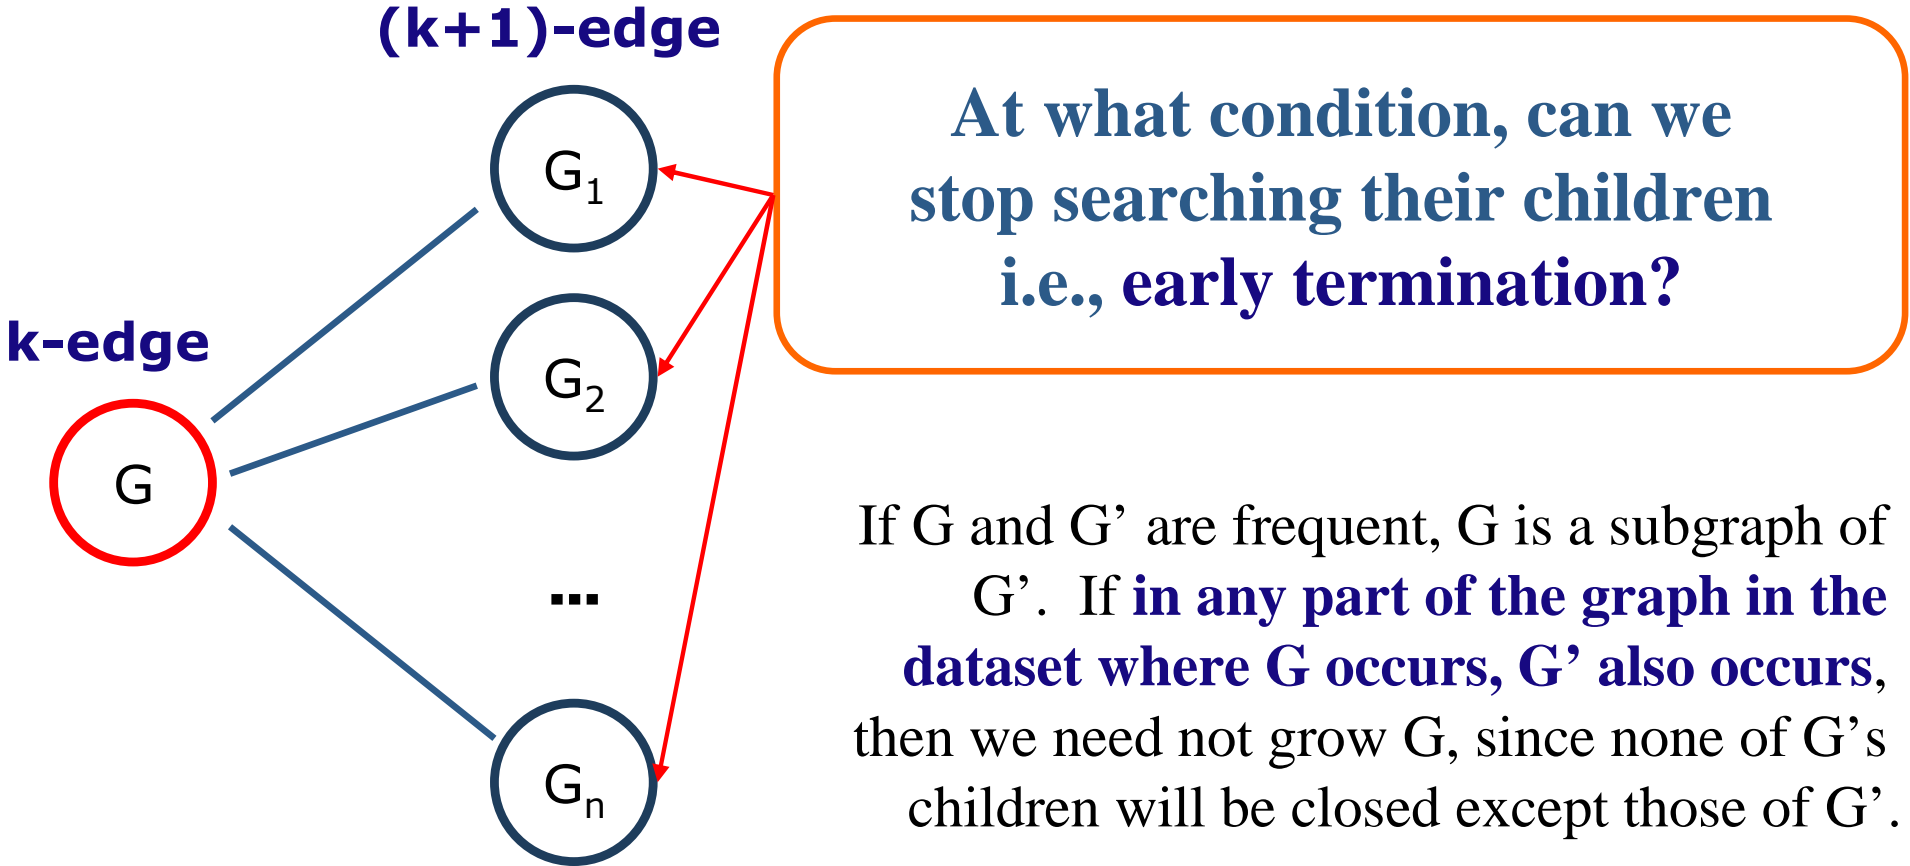 (k+1)-edge
At what condition, can we
stop searching their children
i.e., early termination?
G₁
k-edge
G₂
G
...
Gₙ
If G and G’ are frequent, G is a subgraph of
G’.  If in any part of the graph in the
dataset where G occurs, G’ also occurs,
then we need not grow G, since none of G’s
children will be closed except those of G’.